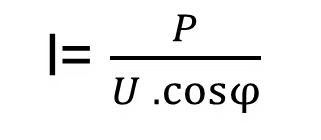 I= P
U .cosφ